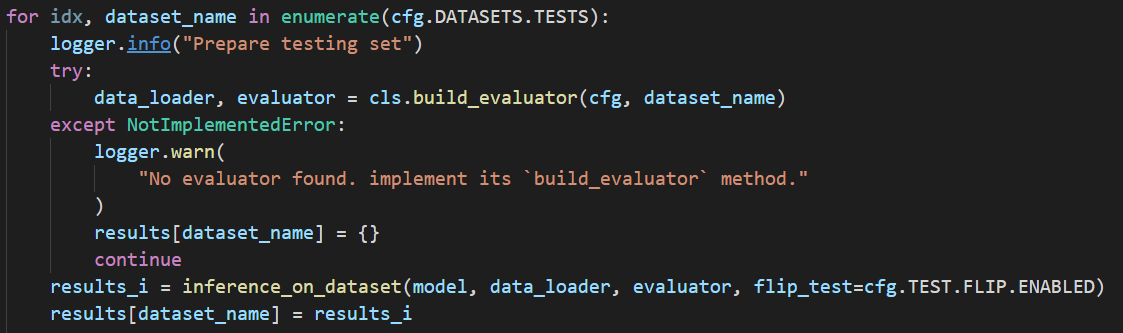 for idx, dataset_name in enumerate(cfg.DATASETS.TESTS):
    logger.info("Prepare testing set")
    try:
        data_loader, evaluator = cls.build_evaluator(cfg, dataset_name)
    except NotImplementedError:
        logger.warn(
            "No evaluator found. implement its `build_evaluator` method."
        )
        results[dataset_name] = {}
        continue
    results_i = inference_on_dataset(model, data_loader, evaluator, flip_test=cfg.TEST.FLIP.ENABLED)
    results[dataset_name] = results_i